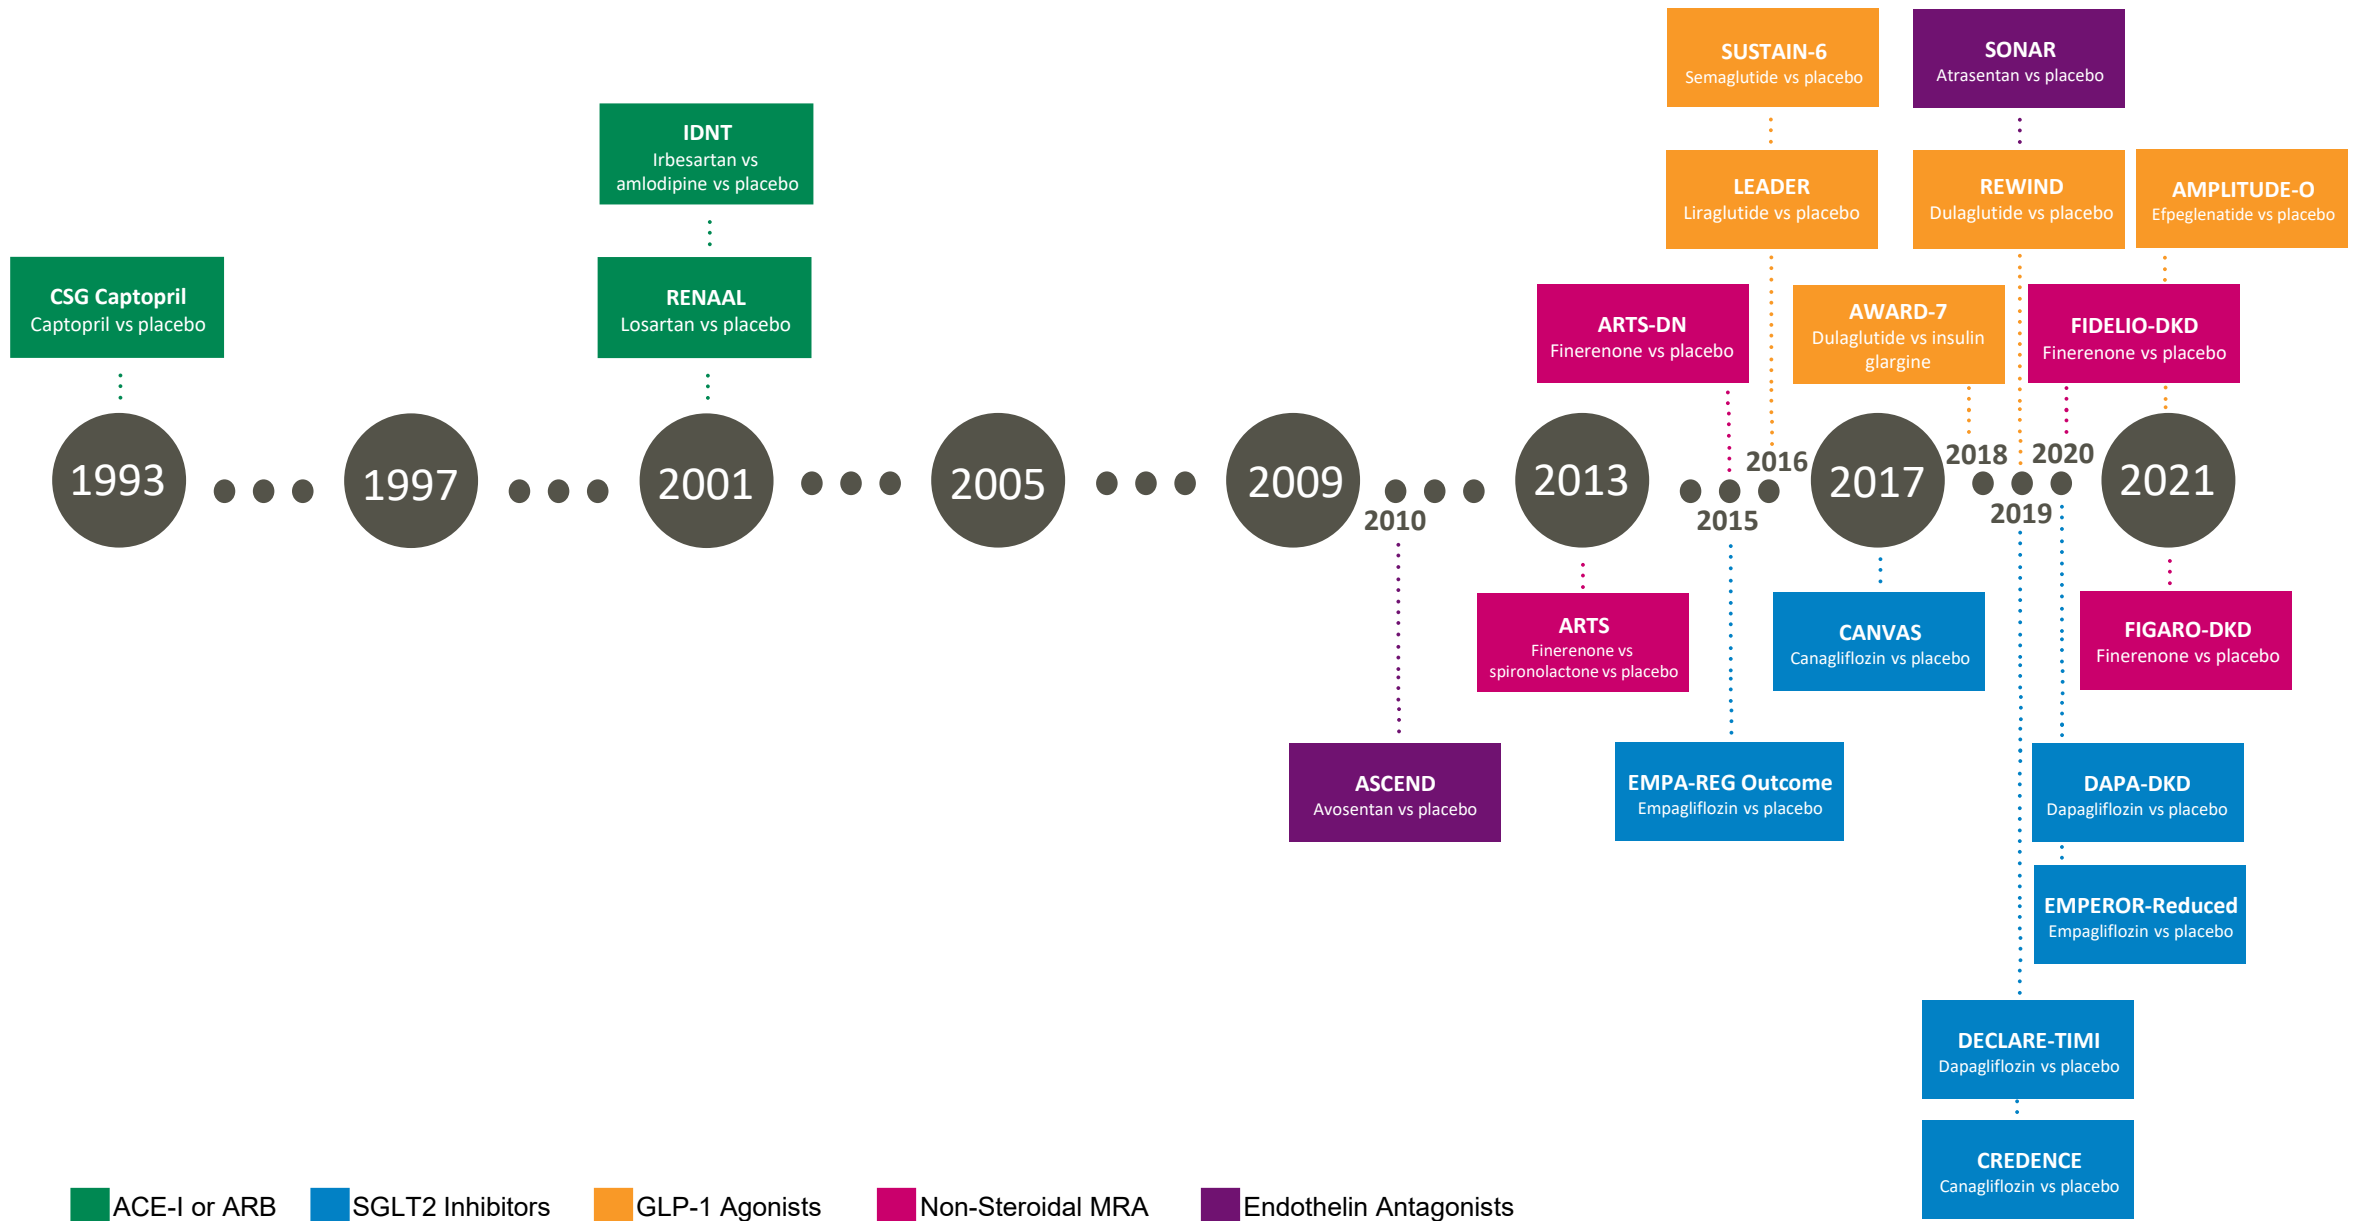 SUSTAIN-6
Semaglutide vs placebo
SONAR
Atrasentan vs placebo
IDNT
Irbesartan vs
amlodipine vs placebo
LEADER
Liraglutide vs placebo
REWIND
Dulaglutide vs placebo
AMPLITUDE-O
Efpeglenatide vs placebo
CSG Captopril
Captopril vs placebo
RENAAL
Losartan vs placebo
ARTS-DN
Finerenone vs placebo
AWARD-7
Dulaglutide vs insulin
glargine
FIDELIO-DKD
Finerenone vs placebo
1993
1997
2001
2005
2009
2010
2013
2015
2016
2017
2018
2019
2020
2021
ARTS
Finerenone vs
spironolactone vs placebo
CANVAS
Canagliflozin vs placebo
FIGARO-DKD
Finerenone vs placebo
ASCEND
Avosentan vs placebo
EMPA-REG Outcome
Empagliflozin vs placebo
DAPA-DKD
Dapagliflozin vs placebo
EMPEROR-Reduced
Empagliflozin vs placebo
DECLARE-TIMI
Dapagliflozin vs placebo
CREDENCE
Canagliflozin vs placebo
ACE-I or ARB
SGLT2 Inhibitors
GLP-1 Agonists
Non-Steroidal MRA
Endothelin Antagonists